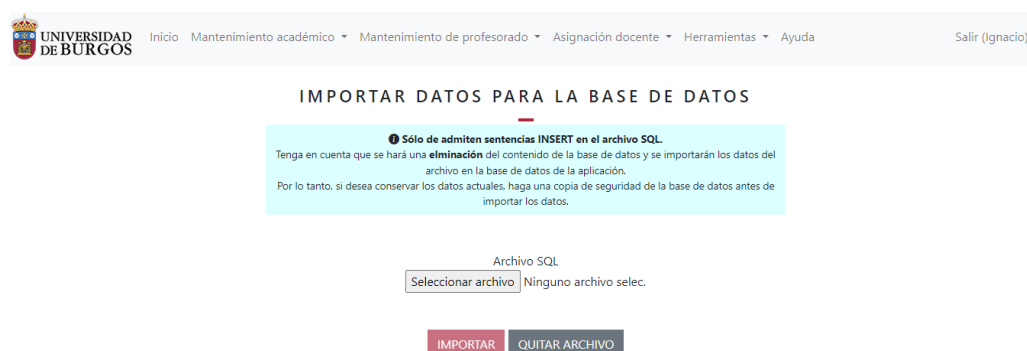 UNIVERSIDAD
DE BURGOS
Inicio Mantenimiento académico Mantenimiento de profesorado Asignación docente Herramientas Ayuda Salir (Ignacio)
IMPORTAR DATOS PARA LA BASE DE DATOS
Sólo de admiten sentencias INSERT en el archivo SQL.
Tenga en cuenta que se hará una elminación del contenido de la base de datos y se importarán los datos del
archivo en la base de datos de la aplicación.
Por lo tanto, si desea conservar los datos actuales, haga una copia de seguridad de la base de datos antes de
importar los datos.
Archivo SQL
Seleccionar archivo Ninguno archivo selec.
IMPORTAR QUITAR ARCHIVO